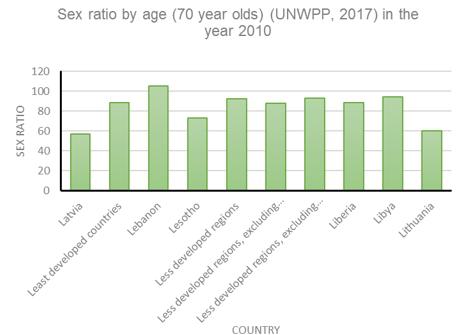 Sex ratio by age (70 year olds) (UNWPP, 2017) in the
year 2010
120
100
80
60
40
20
0
SEX RATIO
Latvia
Least developed countries
Lebanon
Lesotho
Less developed regions
Less developed regions, excluding...
Less developed regions, excluding...
Liberia
Libya
Lithuania
COUNTRY